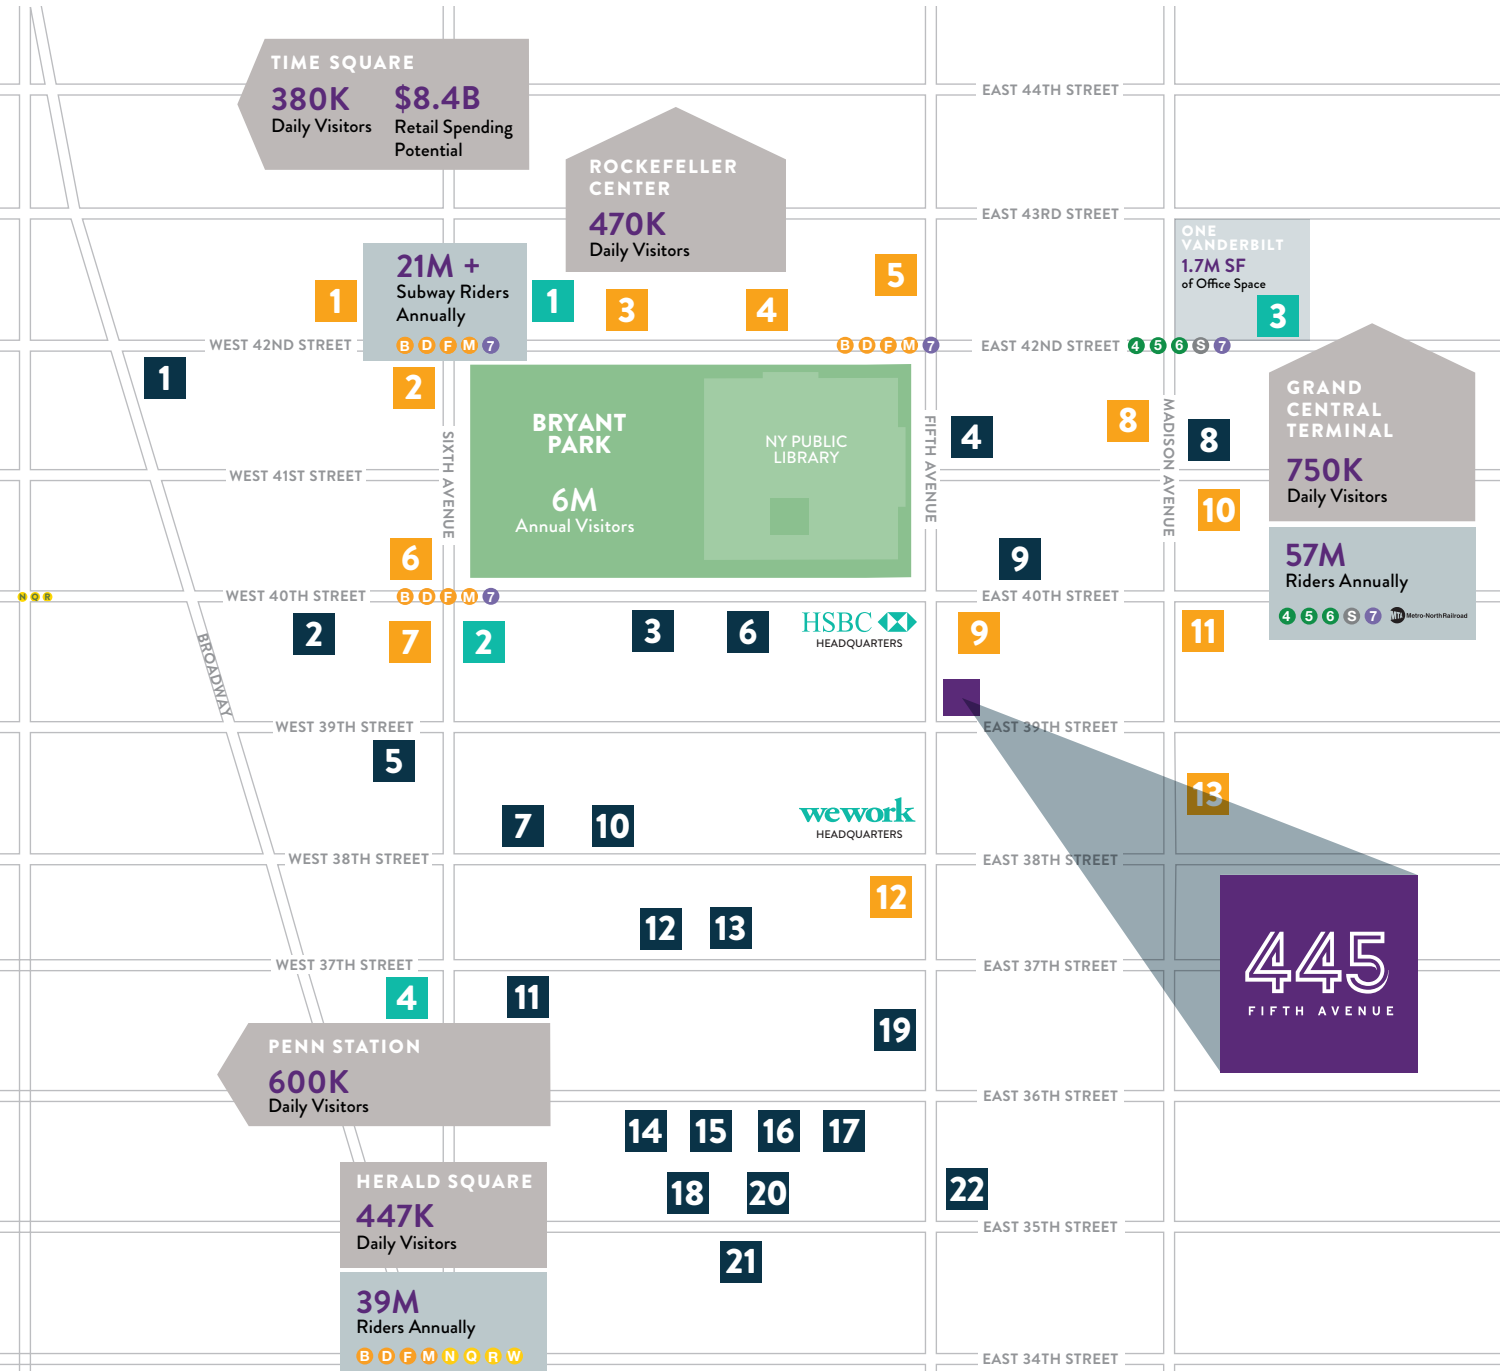 TIME SQUARE
380K
Daily Visitors
$8.4B
Retail Spending
Potential
EAST 44TH STREET
ROCKEFELLER
CENTER
470K
Daily Visitors
EAST 43RD STREET
ONE
VANDERBILT
1.7M SF
of Office Space
3
21M +
Subway Riders
Annually
B D F M 7
1
1
3
4
5
WEST 42ND STREET
B D F M 7
EAST 42ND STREET
4 5 6 S 7
1
2
BRYANT
PARK
6M
Annual Visitors
NY PUBLIC
LIBRARY
SIXTH AVENUE
FIFTH AVENUE
MADISON AVENUE
4
8
8
10
GRAND
CENTRAL
TERMINAL
750K
Daily Visitors
57M
Riders Annually
4 5 6 S 7 MTA Metro-North Railroad
WEST 41ST STREET
6
9
N Q R
WEST 40TH STREET
B D F M 7
EAST 40TH STREET
2
7
2
3
6
HSBC
HEADQUARTERS
9
11
BROADWAY
WEST 39TH STREET
EAST 39TH STREET
5
7
10
wework
HEADQUARTERS
13
WEST 38TH STREET
EAST 38TH STREET
12
12
13
445
FIFTH AVENUE
WEST 37TH STREET
EAST 37TH STREET
4
11
19
PENN STATION
600K
Daily Visitors
EAST 36TH STREET
14
15
16
17
18
20
22
HERALD SQUARE
447K
Daily Visitors
EAST 35TH STREET
21
39M
Riders Annually
B D F M N Q R W
EAST 34TH STREET